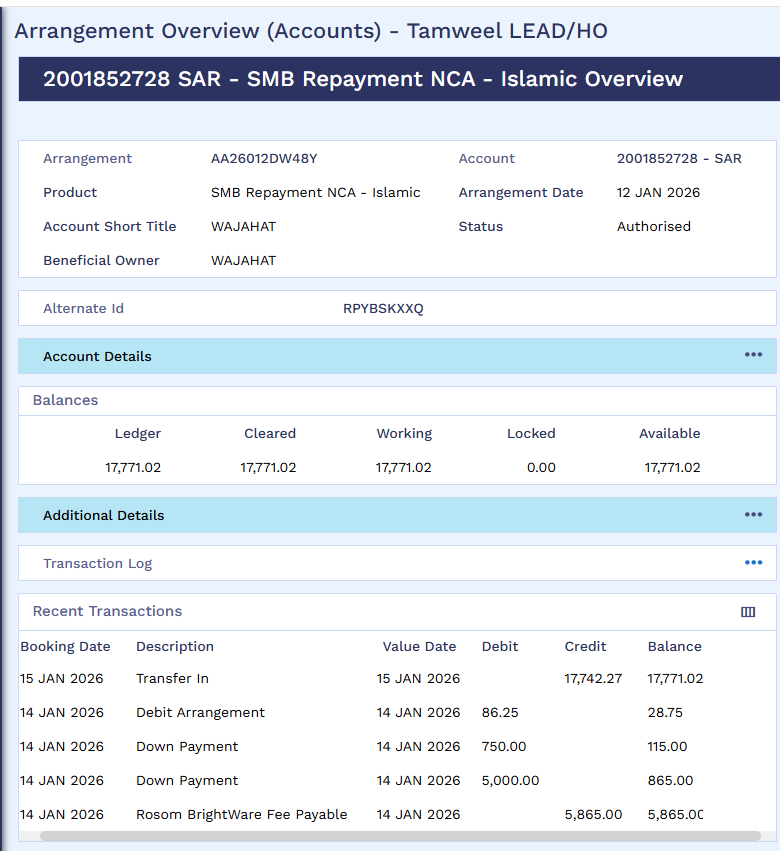 Arrangement Overview (Accounts) - Tamweel LEAD/HO
2001852728 SAR - SMB Repayment NCA - Islamic Overview
Arrangement AA26012DW48Y Account 2001852728 - SAR
Product SMB Repayment NCA - Islamic Arrangement Date 12 JAN 2026
Account Short Title WAJAHAT Status Authorised
Beneficial Owner WAJAHAT
Alternate Id RPYBSKXXQ
Account Details
Balances
Ledger Cleared Working Locked Available
17,771.02 17,771.02 17,771.02 0.00 17,771.02
Additional Details
Transaction Log
Recent Transactions
Booking Date Description Value Date Debit Credit Balance
15 JAN 2026 Transfer In 15 JAN 2026 17,742.27 17,771.02
14 JAN 2026 Debit Arrangement 14 JAN 2026 86.25 28.75
14 JAN 2026 Down Payment 14 JAN 2026 750.00 115.00
14 JAN 2026 Down Payment 14 JAN 2026 5,000.00 865.00
14 JAN 2026 Rosom BrightWare Fee Payable 14 JAN 2026 5,865.00 5,865.00